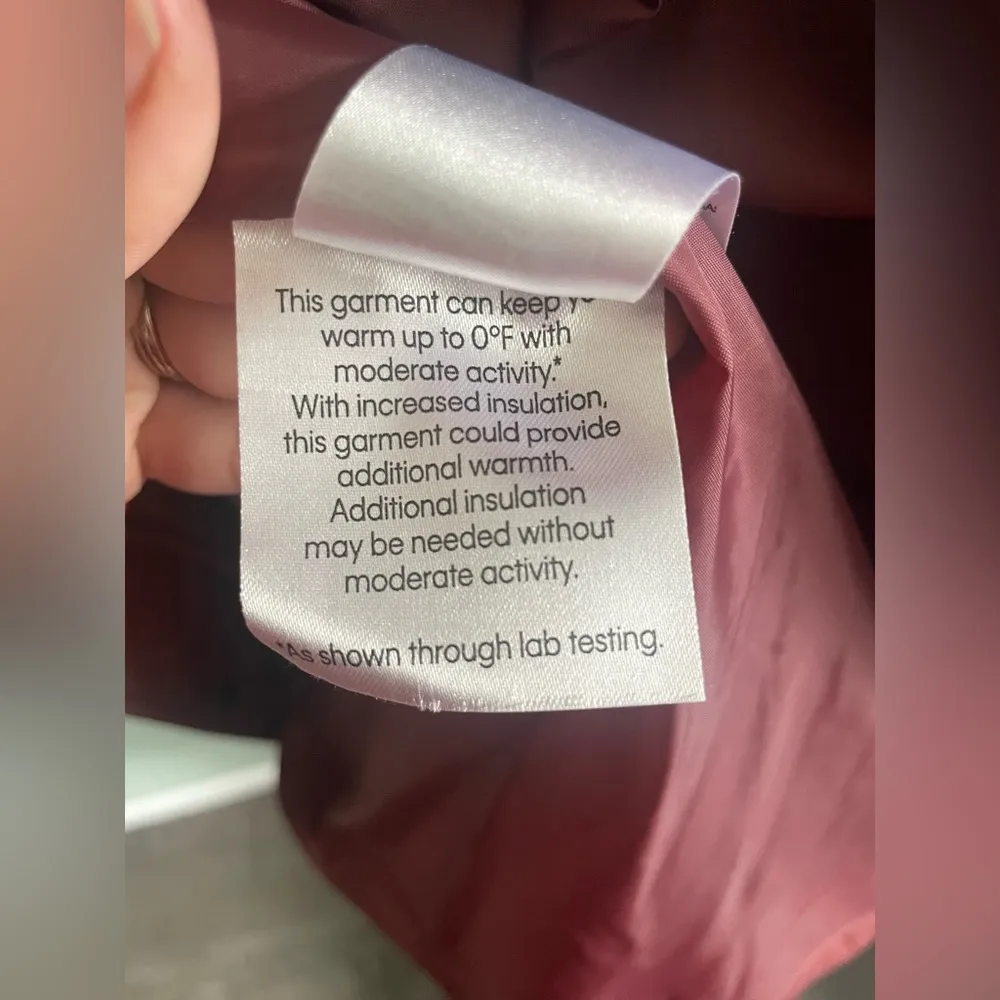 This garment can keep
warm up to 0°F with
moderate activity.*
With increased insulation,
this garment could provide
additional warmth.
Additional insulation
may be needed without
moderate activity.
*As shown through lab testing.